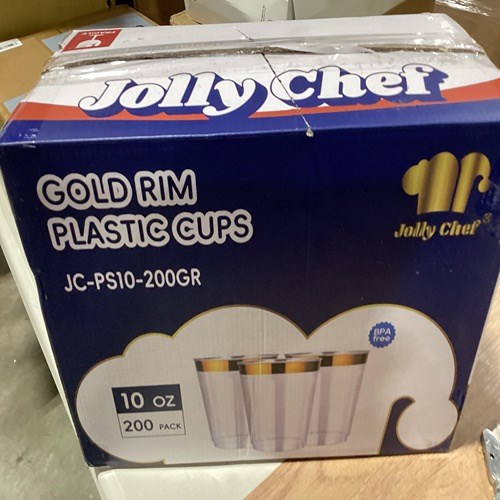 Jolly Chef
GOLD RIM
PLASTIC CUPS
JC-PS10-200GR
Jolly Chef®
BPA
free
10 OZ
200 PACK